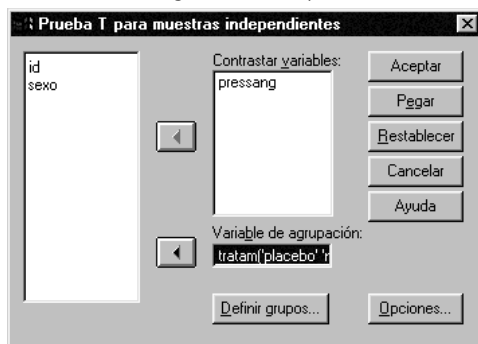 Prueba T para muestras independientes
id
sexo
Contrastar variables:
pressang
Aceptar
Pegar
Restablecer
Cancelar
Ayuda
Variable de agrupación:
tratam('placebo'
Definir grupos...
Opciones...